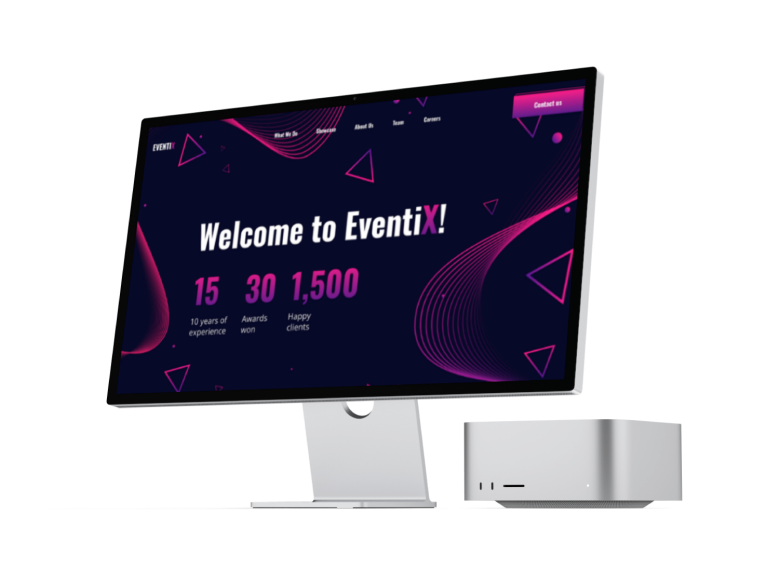 EVENTIX
What We Do
Showcase
About Us
Team
Careers
Contact us
Welcome to EventiX!
15
10 years of
experience
30
Awards
won
1,500
Happy
clients